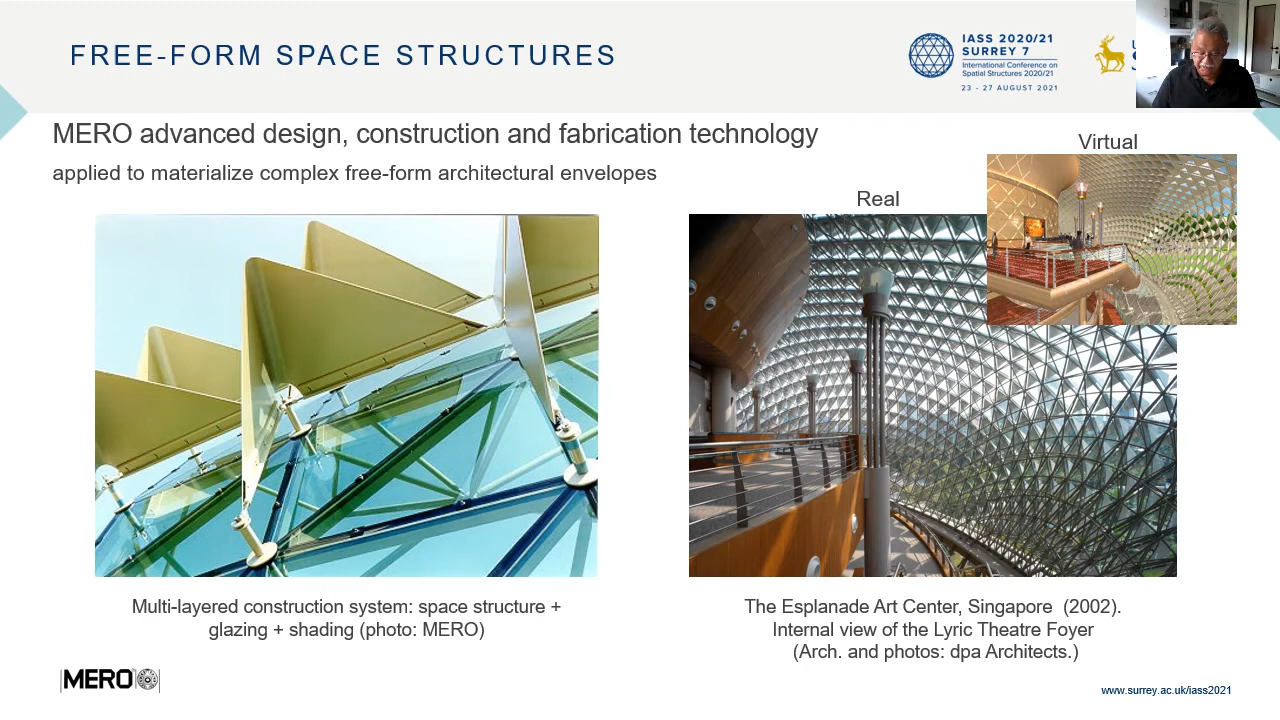 FREE-FORM SPACE STRUCTURES
IASS 2020/21
SURREY 7
International Conference on
Spatial Structures 2020/21
23 - 27 AUGUST 2021
MERO advanced design, construction and fabrication technology
applied to materialize complex free-form architectural envelopes
Virtual
Real
Multi-layered construction system: space structure +
glazing + shading (photo: MERO)
The Esplanade Art Center, Singapore (2002).
Internal view of the Lyric Theatre Foyer
(Arch. and photos: dpa Architects.)
MERO
www.surrey.ac.uk/iass2021